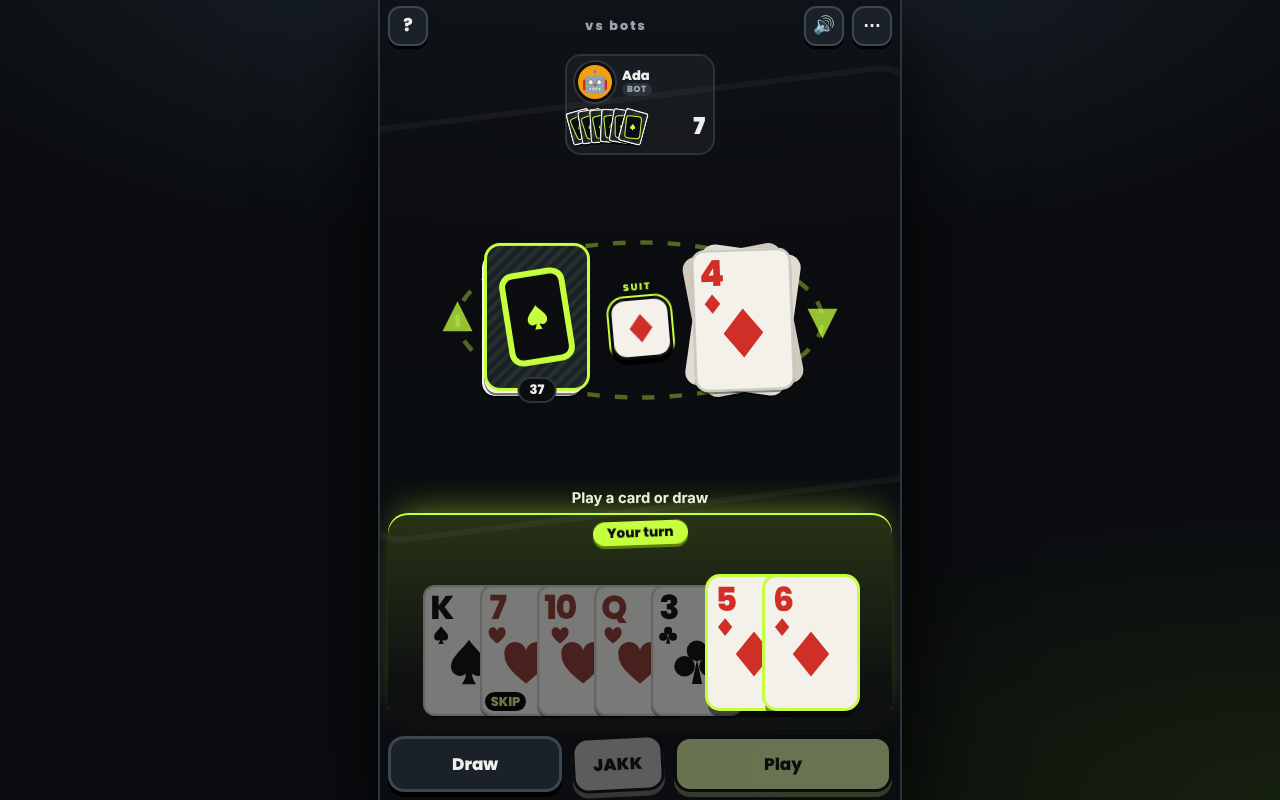 ?
vs bots
...
Ada
BOT
7
SUIT
4
37
Play a card or draw
Your turn
K
7
10
Q
3
5
6
SKIP
Draw
JAKK
Play